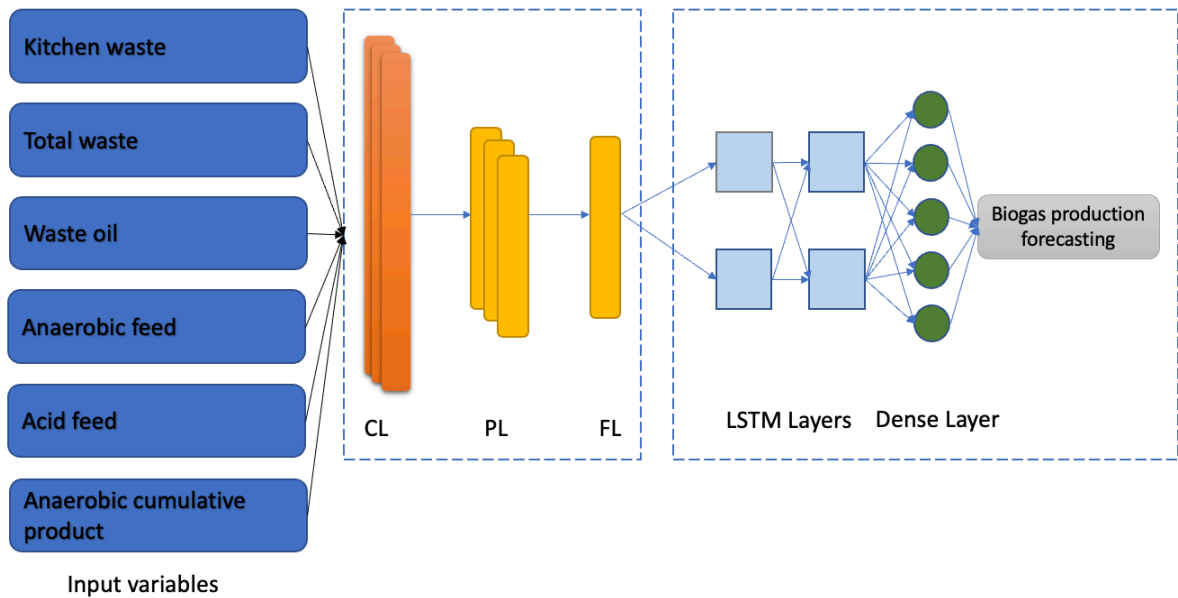 Kitchen waste
Total waste
Waste oil
Anaerobic feed
Acid feed
Anaerobic cumulative
product
Input variables
CL
PL
FL
LSTM Layers
Dense Layer
Biogas production
forecasting